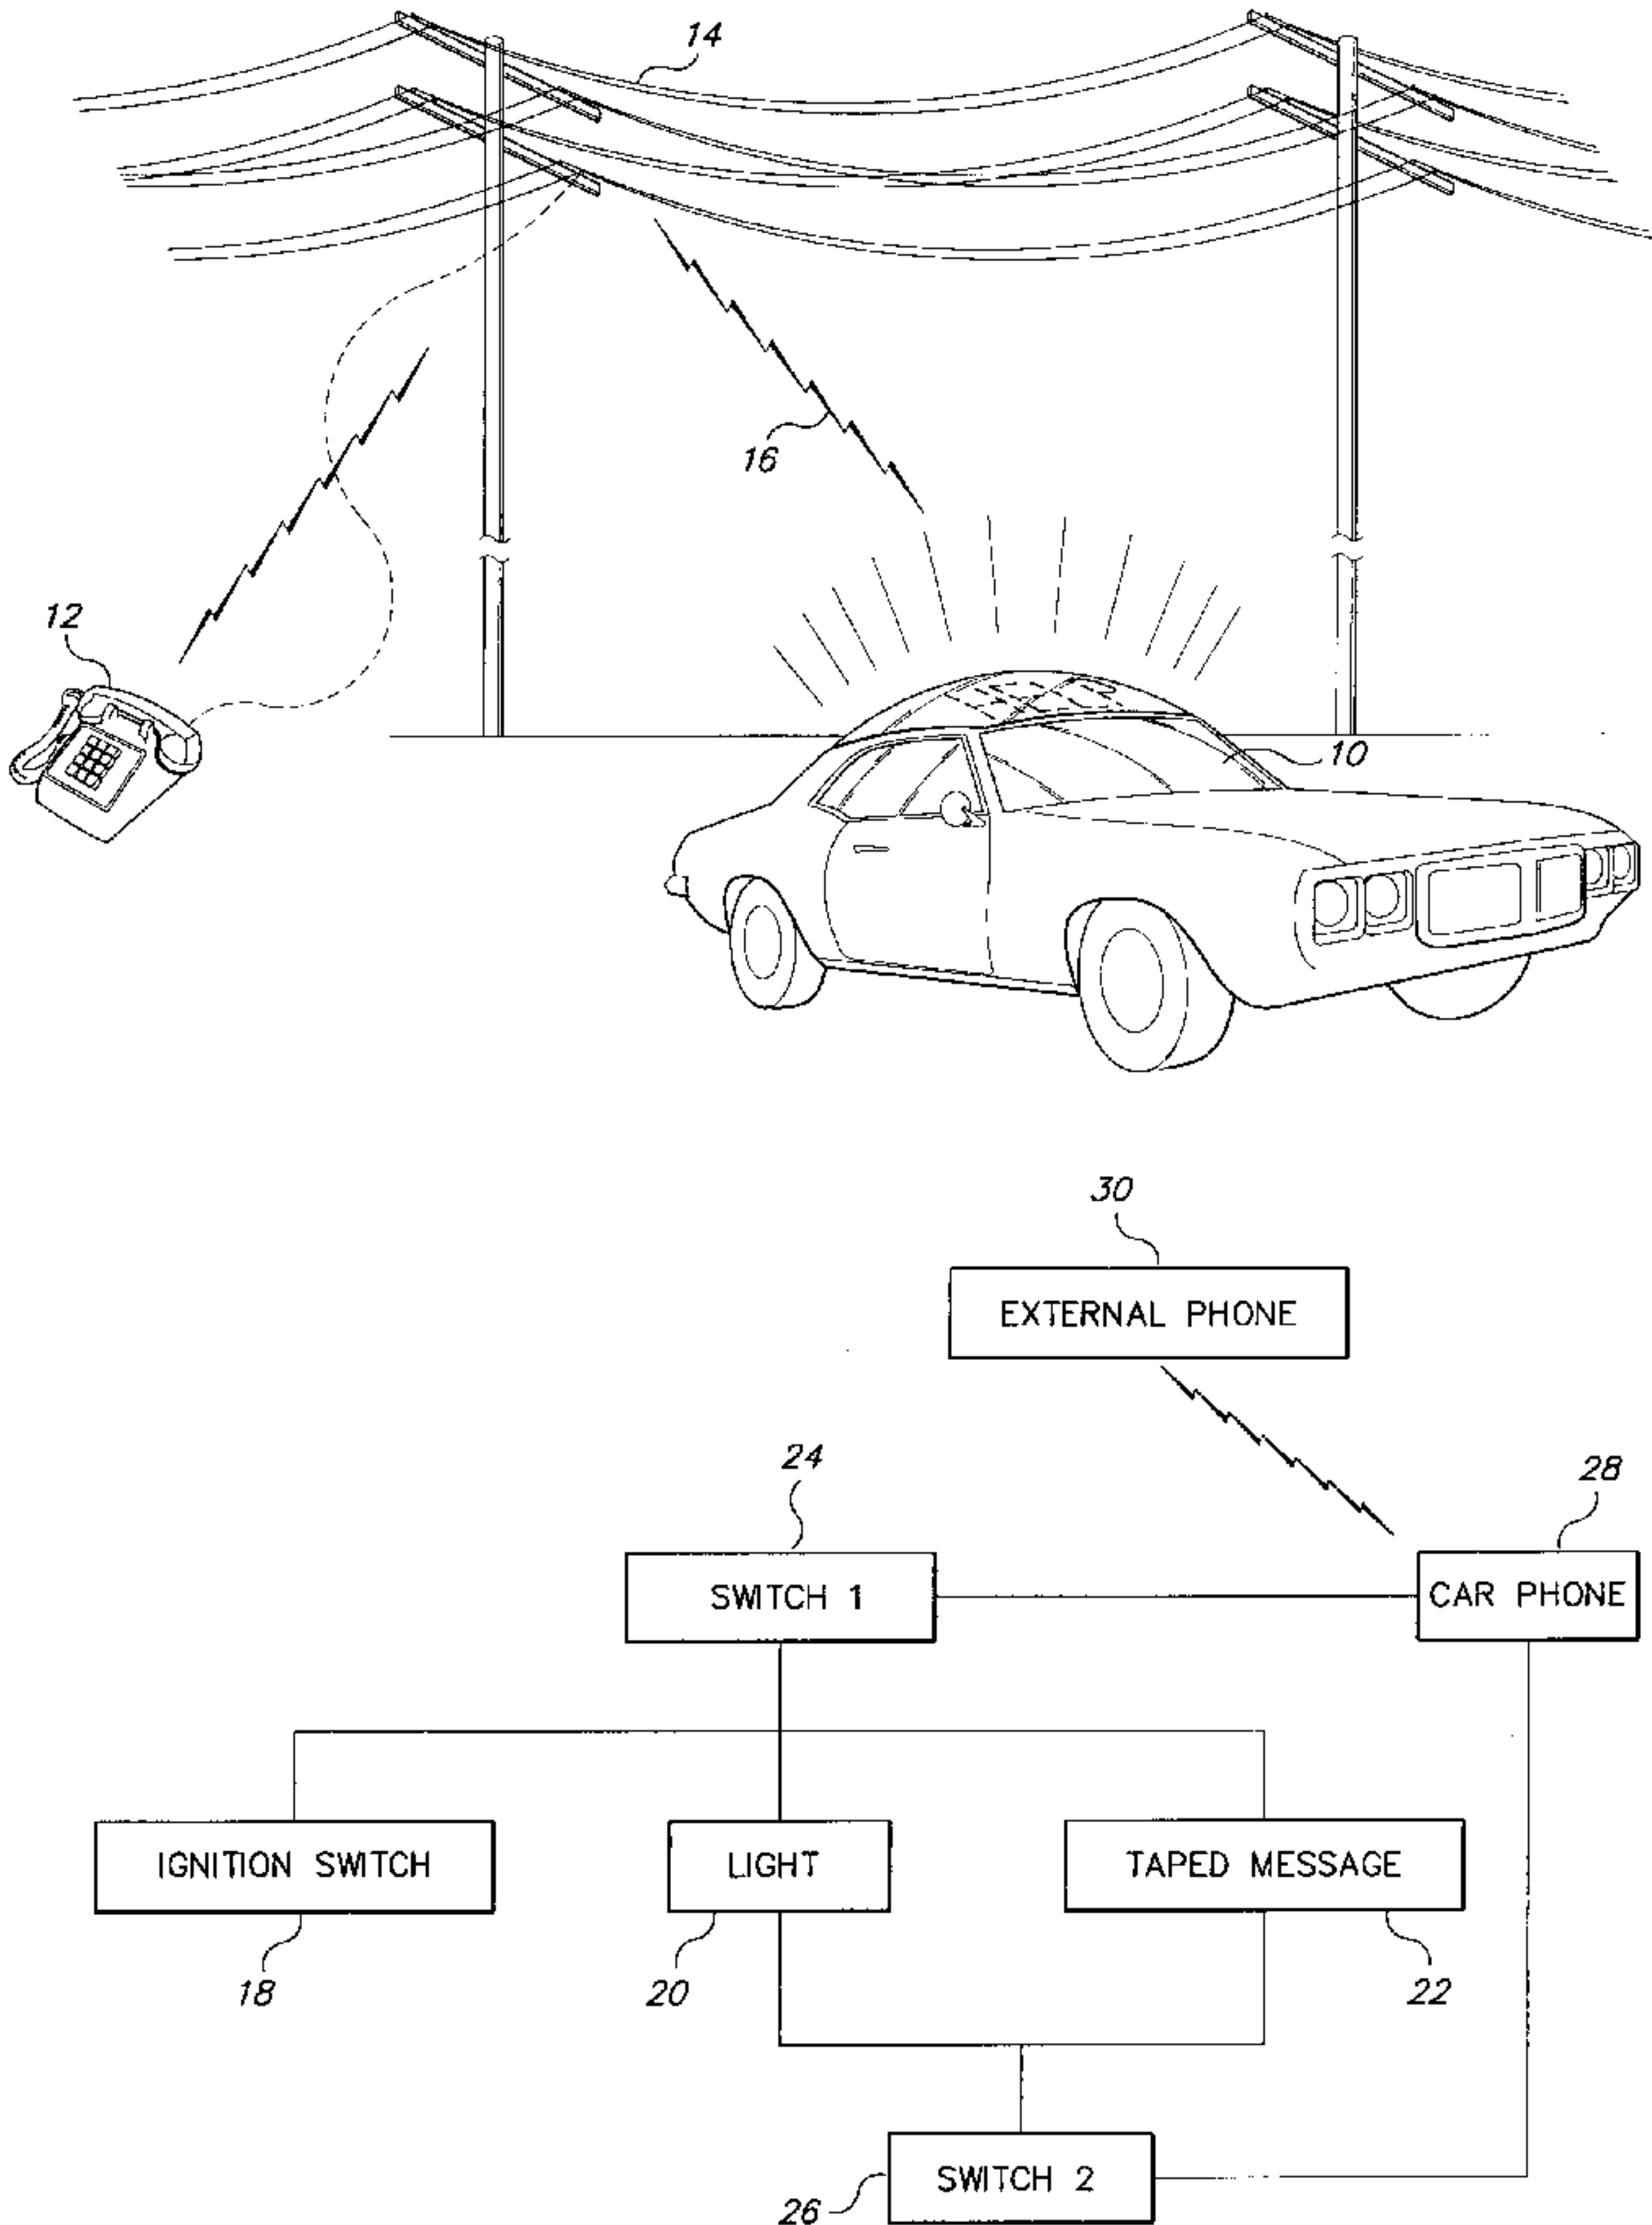 14
16
12
10
30
EXTERNAL PHONE
24
28
SWITCH 1
CAR PHONE
IGNITION SWITCH
LIGHT
TAPED MESSAGE
18
20
22
SWITCH 2
26